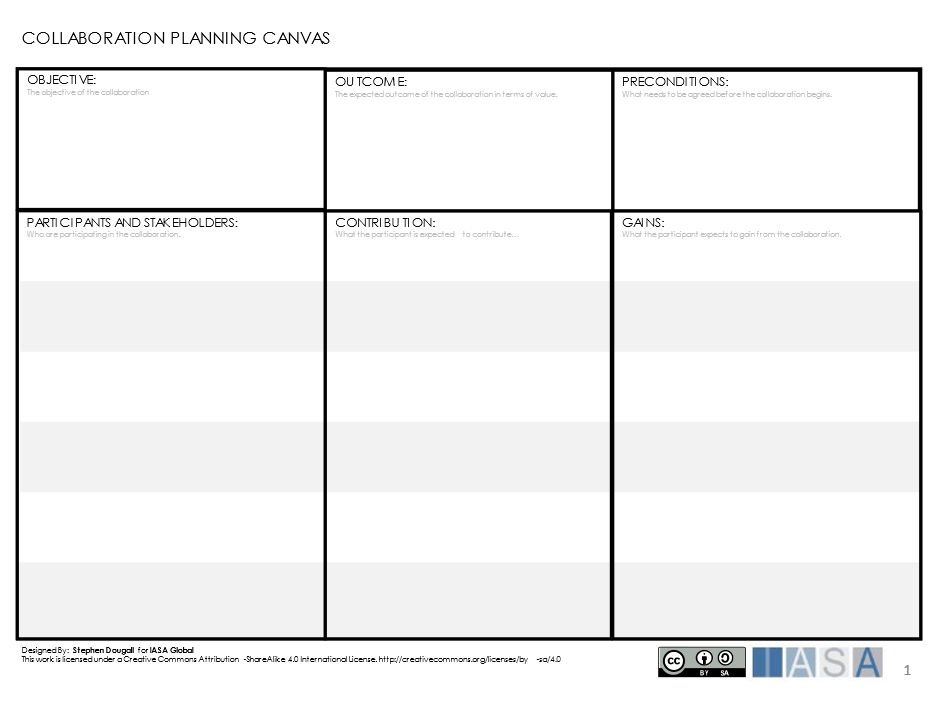 COLLABORATION PLANNING CANVAS
OBJECTIVE:
The objective of the collaboration
OUTCOME:
The expected outcome of the collaboration in terms of value.
PRECONDITIONS:
What needs to be agreed before the collaboration begins.
PARTICIPANTS AND STAKEHOLDERS:
Who are participating in the collaboration.
CONTRIBUTION:
What the participant is expected to contribute...
GAINS:
What the participant expects to gain from the collaboration.
Designed By: Stephen Dougall for IASA Global
This work is licensed under a Creative Commons Attribution -ShareAlike 4.0 International License. http://creativecommons.org/licenses/by -sa/4.0
cc BY SA
IASA
1